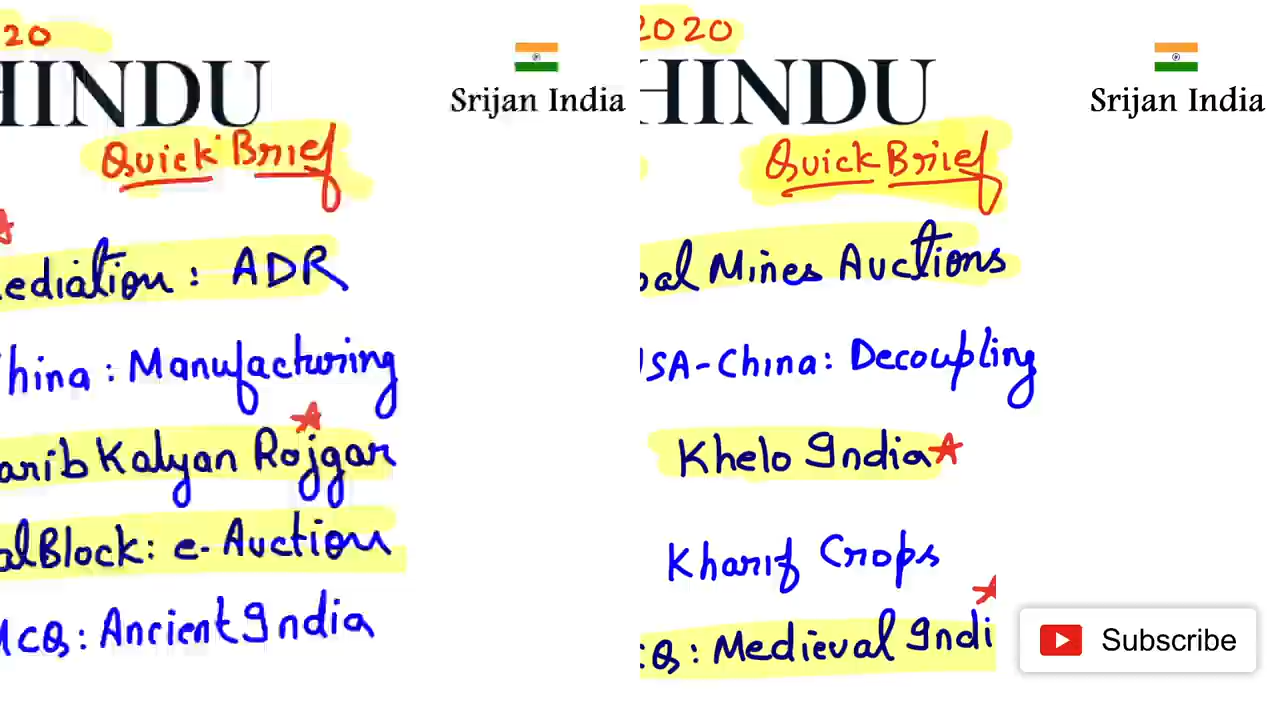 20
HINDU
Srijan India
Quick Brief
ediation: ADR
hina: Manufacturing
arib Kalyan Rojgar
alBlock: e-Auction
MCQ: Ancient India
2020
HINDU
Srijan India
Quick Brief
oal Mines Auctions
USA-China: Decoupling
Khelo India
Kharif Crops
CQ: Medieval Indi
Subscribe